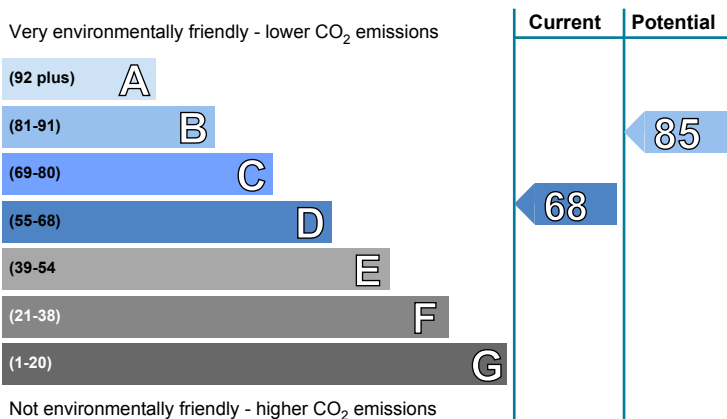 Very environmentally friendly - lower CO2 emissions
Current Potential
(92 plus) A
(81-91) B
85
(69-80) C
68
(55-68) D
(39-54 E
(21-38) F
(1-20) G
Not environmentally friendly - higher CO2 emissions